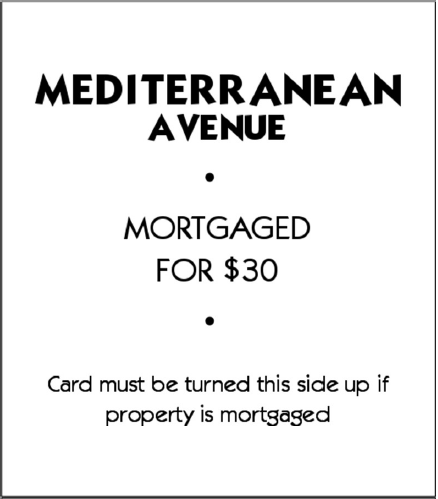 MEDITERRANEAN
AVENUE
•
MORTGAGED
FOR $30
•
Card must be turned this side up if
property is mortgaged